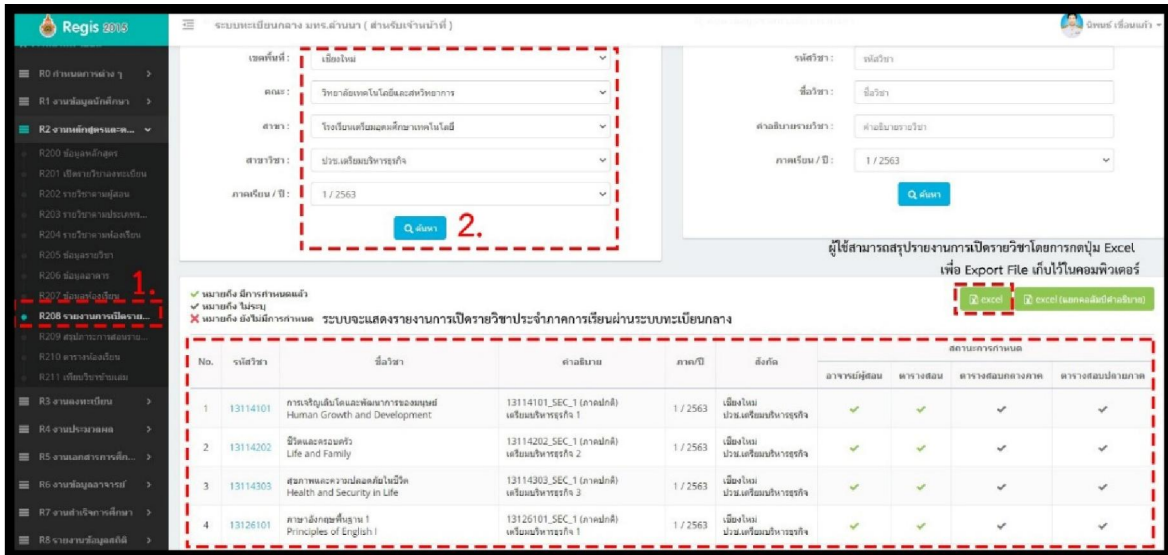 Regis 2015
ระบบทะเบียนกลาง มทร.ล้านนา ( สำหรับเจ้าหน้าที่ )
R0 กำหนดการต่าง ๆ
R1 งานข้อมูลนักศึกษา
R2 งานหลักสูตรและต...
R200 ข้อมูลหลักสูตร
R201 เปิดรายวิชาลงทะเบียน
R202 รายวิชาตามผู้สอน
R203 รายวิชาตามประเภทร...
R204 รายวิชาตามห้องเรียน
R205 ข้อมูลรายวิชา
R206 ข้อมูลอาคาร
R207 ข้อมูลห้องเรียน
1.
R208 รายงานการเปิดราย...
R209 สรุปภาระการสอนราย...
R210 ตารางห้องเรียน
R211 เทียบวิชาข้ามแผน
R3 งานลงทะเบียน
R4 งานประมวลผล
R5 งานเอกสารการศึก...
R6 งานข้อมูลอาจารย์
R7 งานสำเร็จการศึกษา
R8 รายงานข้อมูลสถิติ
เขตพื้นที่ :
เชียงใหม่
คณะ :
วิทยาลัยเทคโนโลยีและสหวิทยาการ
สาขา :
โรงเรียนเตรียมอุดมศึกษาเทคโนโลยี
สาขาวิชา :
ปวช.เตรียมบริหารธุรกิจ
ภาคเรียน / ปี :
1 / 2563
ค้นหา
2.
รหัสวิชา :
รหัสวิชา
ชื่อวิชา :
ชื่อวิชา
คำอธิบายรายวิชา :
คำอธิบายรายวิชา
ภาคเรียน / ปี :
1 / 2563
ค้นหา
ผู้ใช้สามารถสรุปรายงานการเปิดรายวิชาโดยการกดปุ่ม Excel
เพื่อ Export File เก็บไว้ในคอมพิวเตอร์
excel
excel (แยกคอลัมน์คำอธิบาย)
หมายถึง มีการกำหนดแล้ว
หมายถึง ไม่ระบุ
หมายถึง ยังไม่มีการกำหนด
ระบบจะแสดงรายงานการเปิดรายวิชาประจำภาคการเรียนผ่านระบบทะเบียนกลาง
No. รหัสวิชา ชื่อวิชา คำอธิบาย ภาค/ปี สังกัด สถานะการกำหนด
อาจารย์ผู้สอน ตารางสอน ตารางสอบกลางภาค ตารางสอบปลายภาค
1 13114101 การเจริญเติบโตและพัฒนาการของมนุษย์ 13114101_SEC_1 (ภาคปกติ) 1 / 2563 เชียงใหม่
Human Growth and Development เตรียมบริหารธุรกิจ 1 ปวช.เตรียมบริหารธุรกิจ
2 13114202 ชีวิตและครอบครัว 13114202_SEC_1 (ภาคปกติ) 1 / 2563 เชียงใหม่
Life and Family เตรียมบริหารธุรกิจ 2 ปวช.เตรียมบริหารธุรกิจ
3 13114303 สุขภาพและความปลอดภัยในชีวิต 13114303_SEC_1 (ภาคปกติ) 1 / 2563 เชียงใหม่
Health and Security in Life เตรียมบริหารธุรกิจ 3 ปวช.เตรียมบริหารธุรกิจ
4 13126101 ภาษาอังกฤษพื้นฐาน 1 13126101_SEC_1 (ภาคปกติ) 1 / 2563 เชียงใหม่
Principles of English I เตรียมบริหารธุรกิจ 1 ปวช.เตรียมบริหารธุรกิจ